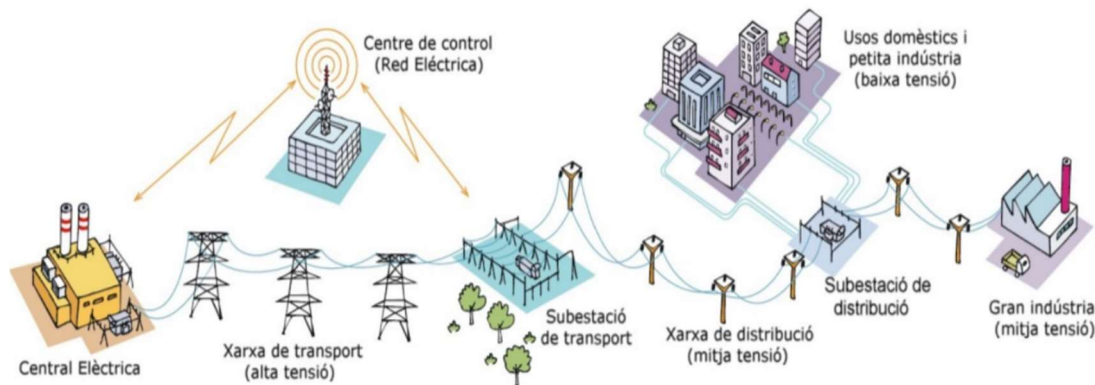 Centre de control
(Red Eléctrica)
Usos domèstics i
petita indústria
(baixa tensió)
Central Elèctrica
Xarxa de transport
(alta tensió)
Subestació
de transport
Xarxa de distribució
(mitja tensió)
Subestació de
distribució
Gran indústria
(mitja tensió)